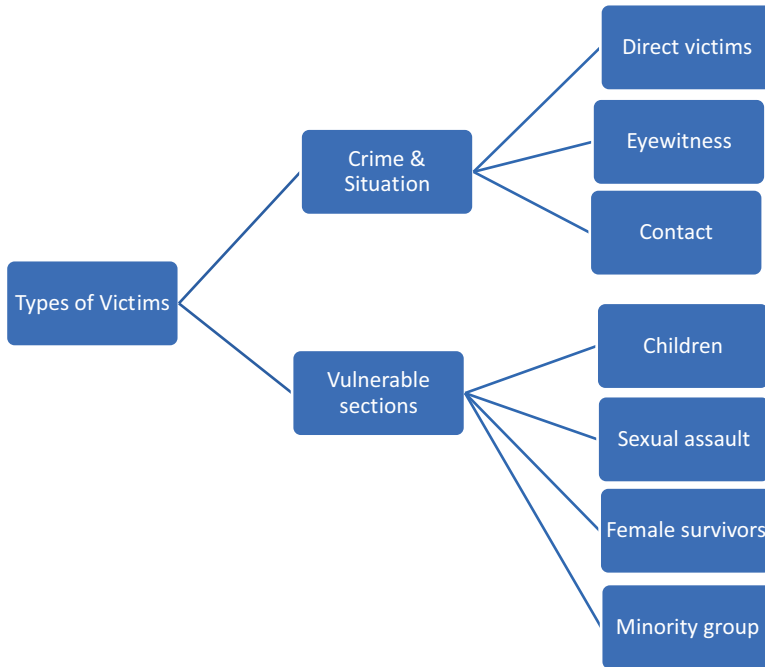 Direct victims
Crime &
Situation
Eyewitness
Contact
Types of Victims
Vulnerable
sections
Children
Sexual assault
Female survivors
Minority group